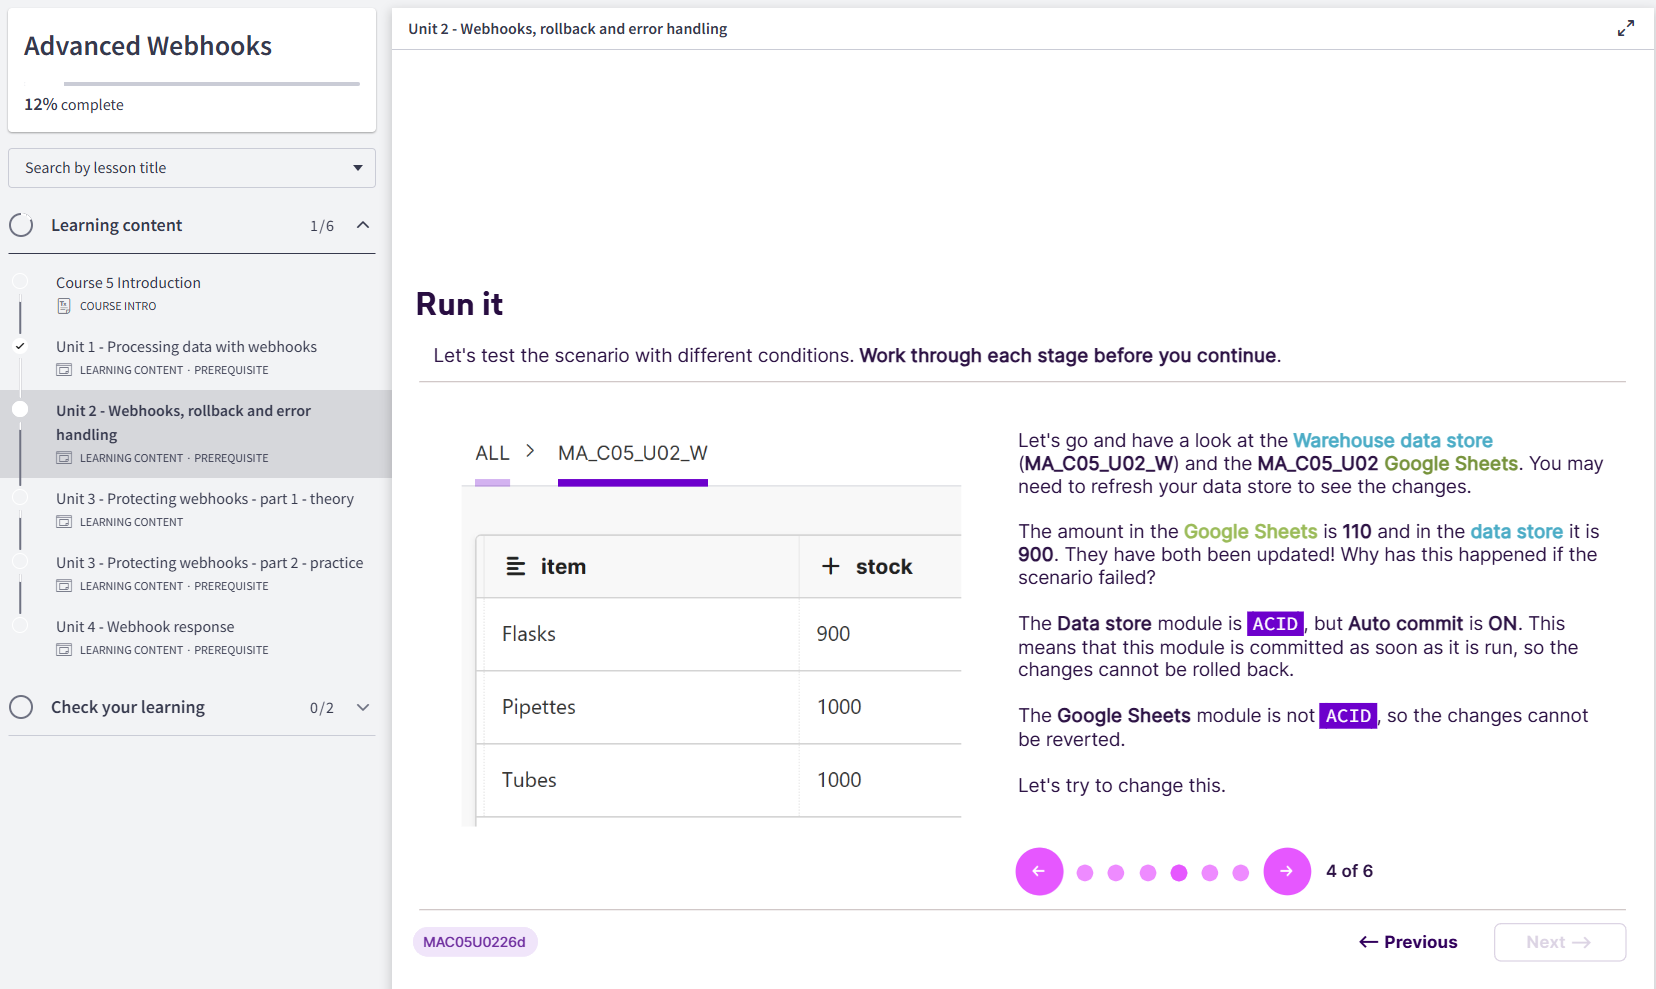 Advanced Webhooks
12% complete
Search by lesson title
Learning content 1/6
Course 5 Introduction
COURSE INTRO
Unit 1 - Processing data with webhooks
LEARNING CONTENT · PREREQUISITE
Unit 2 - Webhooks, rollback and error
handling
LEARNING CONTENT · PREREQUISITE
Unit 3 - Protecting webhooks - part 1 - theory
LEARNING CONTENT
Unit 3 - Protecting webhooks - part 2 - practice
LEARNING CONTENT · PREREQUISITE
Unit 4 - Webhook response
LEARNING CONTENT · PREREQUISITE
Check your learning 0/2
Unit 2 - Webhooks, rollback and error handling
Run it
Let's test the scenario with different conditions. Work through each stage before you continue.
ALL > MA_C05_U02_W
item + stock
Flasks 900
Pipettes 1000
Tubes 1000
Let's go and have a look at the Warehouse data store
(MA_C05_U02_W) and the MA_C05_U02 Google Sheets. You may
need to refresh your data store to see the changes.
The amount in the Google Sheets is 110 and in the data store it is
900. They have both been updated! Why has this happened if the
scenario failed?
The Data store module is ACID, but Auto commit is ON. This
means that this module is committed as soon as it is run, so the
changes cannot be rolled back.
The Google Sheets module is not ACID, so the changes cannot
be reverted.
Let's try to change this.
← → 4 of 6
MAC05U0226d
← Previous
Next →